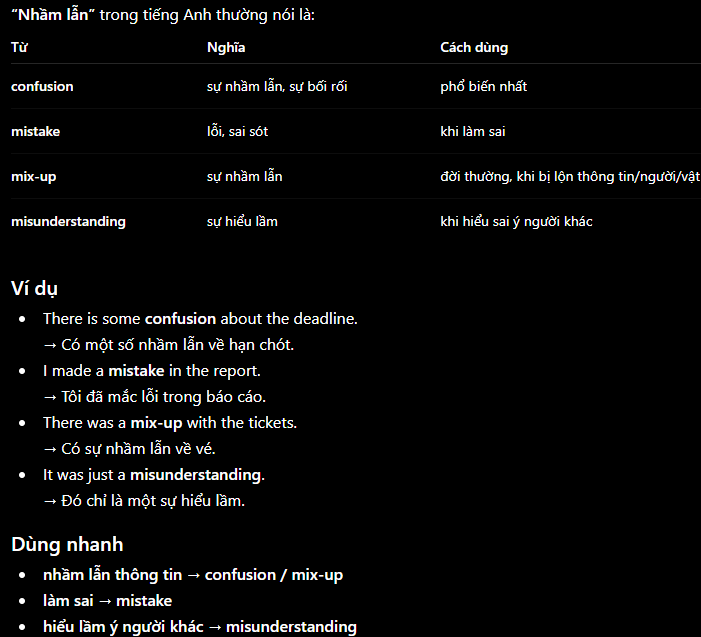 “Nhầm lẫn” trong tiếng Anh thường nói là:
Từ Nghĩa Cách dùng
confusion sự nhầm lẫn, sự bối rối phổ biến nhất
mistake lỗi, sai sót khi làm sai
mix-up sự nhầm lẫn đời thường, khi bị lộn thông tin/người/vật
misunderstanding sự hiểu lầm khi hiểu sai ý người khác
Ví dụ
• There is some confusion about the deadline.
→ Có một số nhầm lẫn về hạn chót.
• I made a mistake in the report.
→ Tôi đã mắc lỗi trong báo cáo.
• There was a mix-up with the tickets.
→ Có sự nhầm lẫn về vé.
• It was just a misunderstanding.
→ Đó chỉ là một sự hiểu lầm.
Dùng nhanh
• nhầm lẫn thông tin → confusion / mix-up
• làm sai → mistake
• hiểu lầm ý người khác → misunderstanding